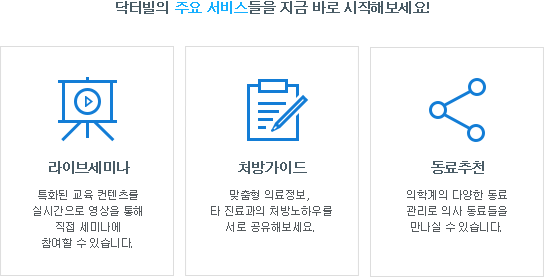 닥터빌의 주요 서비스들을 지금 바로 시작해보세요!
라이브세미나
특화된 교육 컨텐츠를
실시간으로 영상을 통해
직접 세미나에
참여할 수 있습니다.
처방가이드
맞춤형 의료정보,
타 진료과의 처방노하우를
서로 공유해보세요.
동료추천
의학계의 다양한 동료
관리로 의사 동료들을
만나실 수 있습니다.